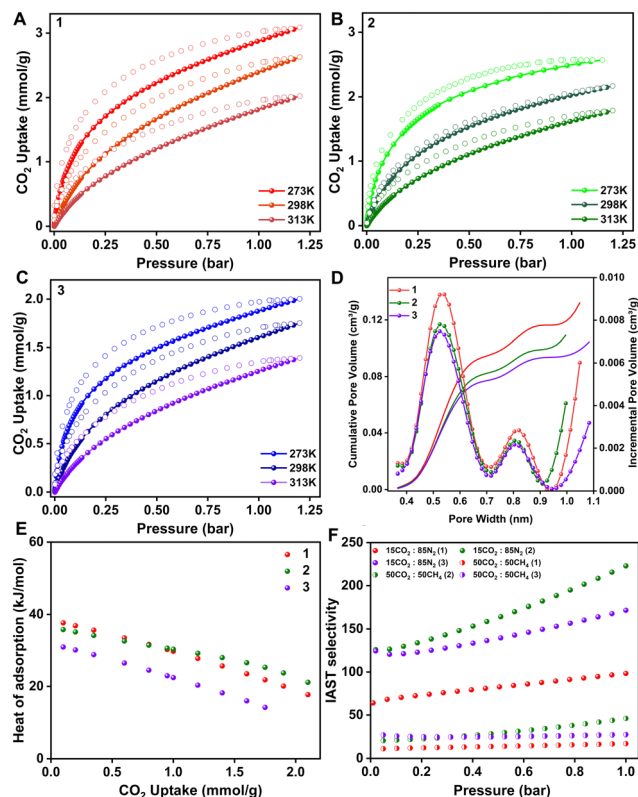 A
1
CO2 Uptake (mmol/g)
3
2
1
0
273K
298K
313K
0.00 0.25 0.50 0.75 1.00 1.25
Pressure (bar)
B
2
CO2 Uptake (mmol/g)
3
2
1
0
273K
298K
313K
0.00 0.25 0.50 0.75 1.00 1.25
Pressure (bar)
C
3
CO2 Uptake (mmol/g)
2.0
1.5
1.0
0.5
0.0
273K
298K
313K
0.00 0.25 0.50 0.75 1.00 1.25
Pressure (bar)
D
1
2
3
Cumulative Pore Volume (cm³/g)
0.12
0.08
0.04
0.00
Incremental Pore Volume (cm³/g)
0.010
0.008
0.006
0.004
0.002
0.000
0.4 0.5 0.6 0.7 0.8 0.9 1.0 1.1
Pore Width (nm)
E
1
2
3
Heat of adsorption (kJ/mol)
60
40
20
0
0.0 0.5 1.0 1.5 2.0
CO2 Uptake (mmol/g)
F
15CO2 : 85N2 (1) 15CO2 : 85N2 (2)
15CO2 : 85N2 (3) 50CO2 : 50CH4 (1)
50CO2 : 50CH4 (2) 50CO2 : 50CH4 (3)
IAST selectivity
250
200
150
100
50
0
0.0 0.2 0.4 0.6 0.8 1.0
Pressure (bar)